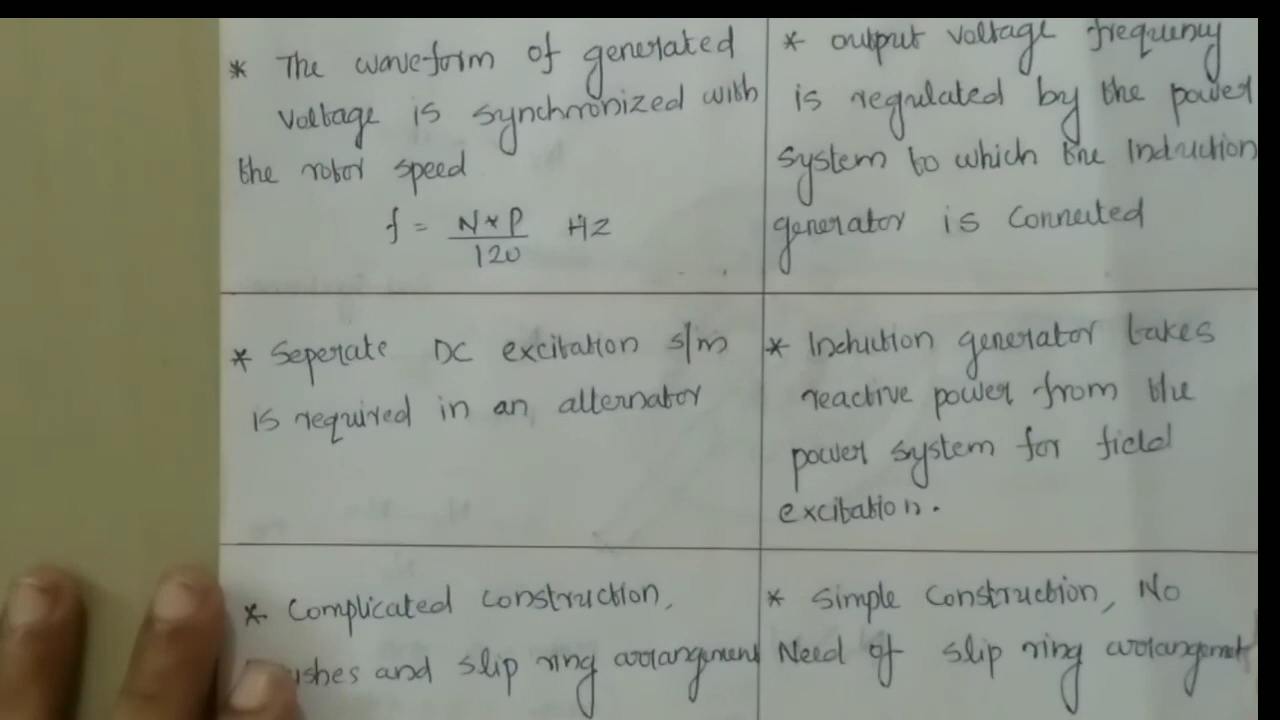 * The waveform of generated
voltage is synchronized with
the rotor speed
f = N*P / 120 HZ
* output voltage frequency
is regulated by the power
system to which the Induction
generator is Connected
* Seperate DC excitation s/m
is required in an alternator
* Induction generator takes
reactive power from the
power system for field
excitation.
* Complicated construction,
and slip ring arrangement
* Simple Construction, No
Need of slip ring arrangement